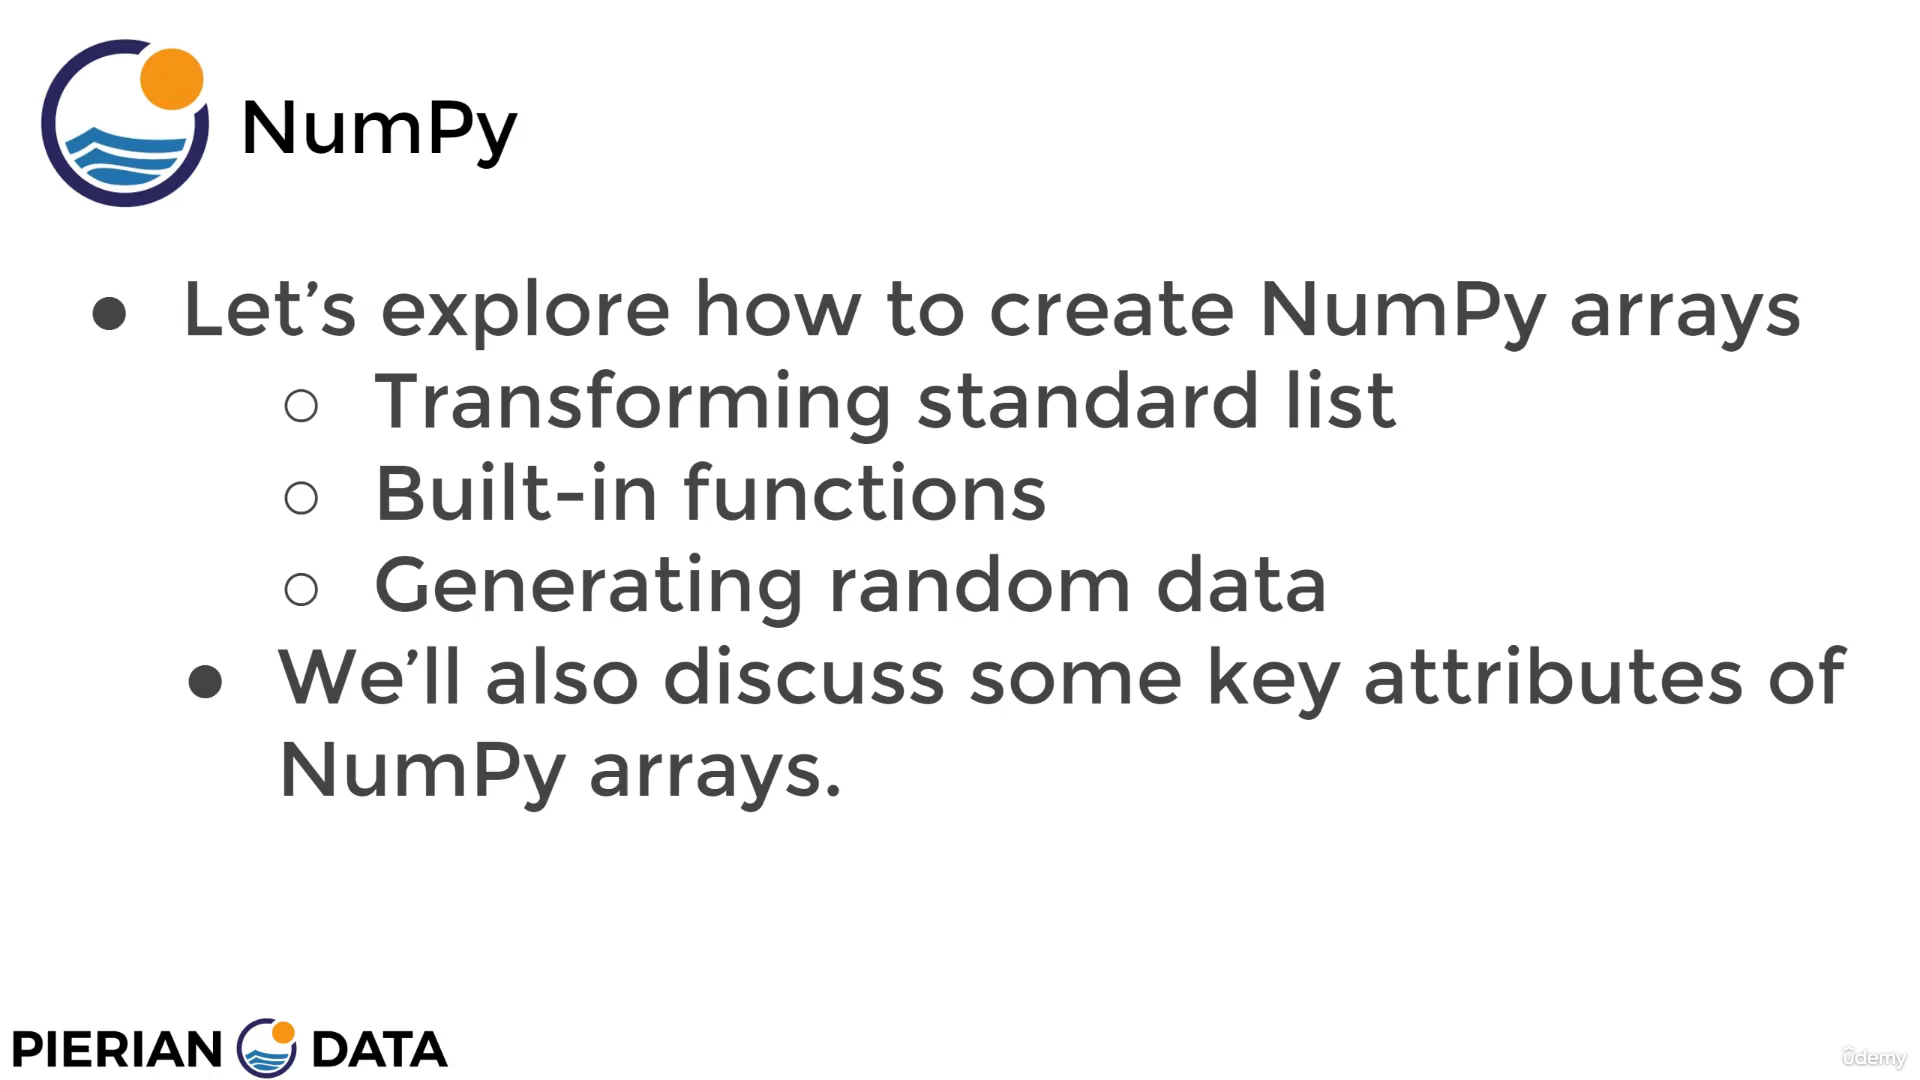 NumPy
● Let’s explore how to create NumPy arrays
○ Transforming standard list
○ Built-in functions
○ Generating random data
● We’ll also discuss some key attributes of
NumPy arrays.
PIERIAN DATA
ûdemy